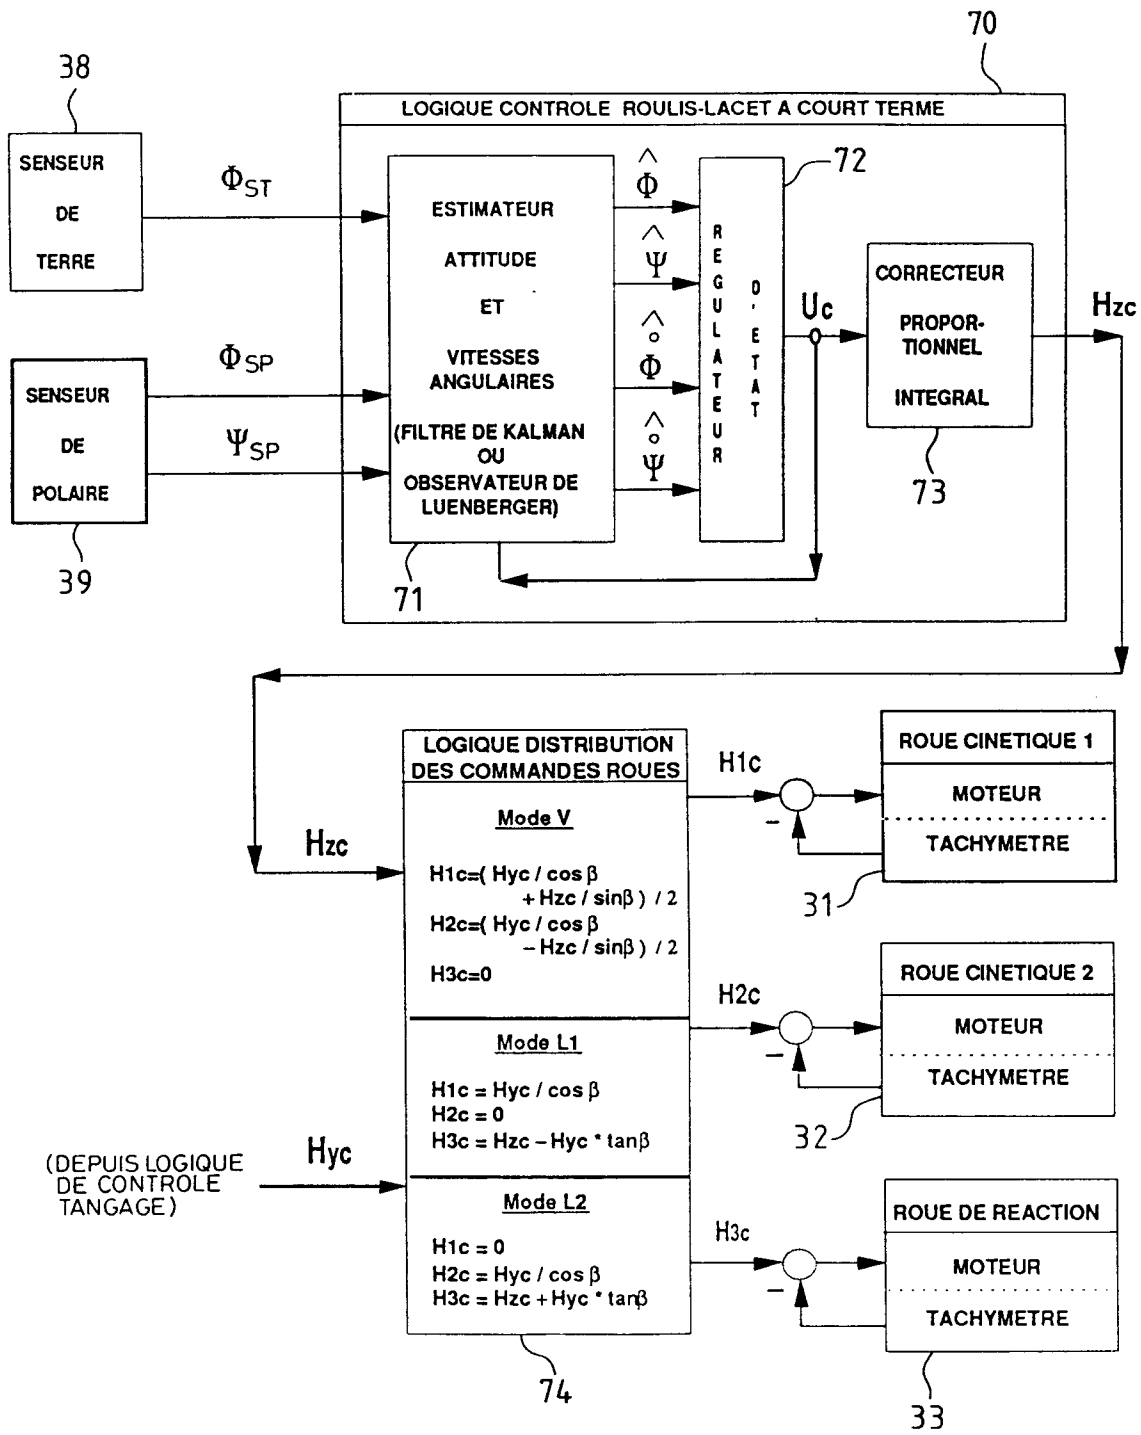 70
38
LOGIQUE CONTROLE ROULIS-LACET A COURT TERME
SENSEUR
DE
TERRE
Φ_ST
ESTIMATEUR
ATTITUDE
ET
VITESSES
ANGULAIRES
(FILTRE DE KALMAN
OU
OBSERVATEUR DE
LUENBERGER)
Φ̂
Ψ̂
Φ̂°
Ψ̂°
72
REGULATEUR
D'ETAT
Uc
CORRECTEUR
PROPOR-
TIONNEL
INTEGRAL
Hzc
73
SENSEUR
DE
POLAIRE
Φ_SP
Ψ_SP
39
71
LOGIQUE DISTRIBUTION
DES COMMANDES ROUES
Mode V
H1c=( Hyc / cos β
+ Hzc / sinβ ) / 2
H2c=( Hyc / cos β
– Hzc / sinβ ) / 2
H3c=0
Mode L1
H1c = Hyc / cos β
H2c = 0
H3c = Hzc – Hyc * tanβ
Mode L2
H1c = 0
H2c = Hyc / cos β
H3c = Hzc + Hyc * tanβ
74
Hzc
Hyc
(DEPUIS LOGIQUE
DE CONTROLE
TANGAGE)
H1c
–
ROUE CINETIQUE 1
MOTEUR
TACHYMETRE
31
H2c
–
ROUE CINETIQUE 2
MOTEUR
TACHYMETRE
32
H3c
–
ROUE DE REACTION
MOTEUR
TACHYMETRE
33